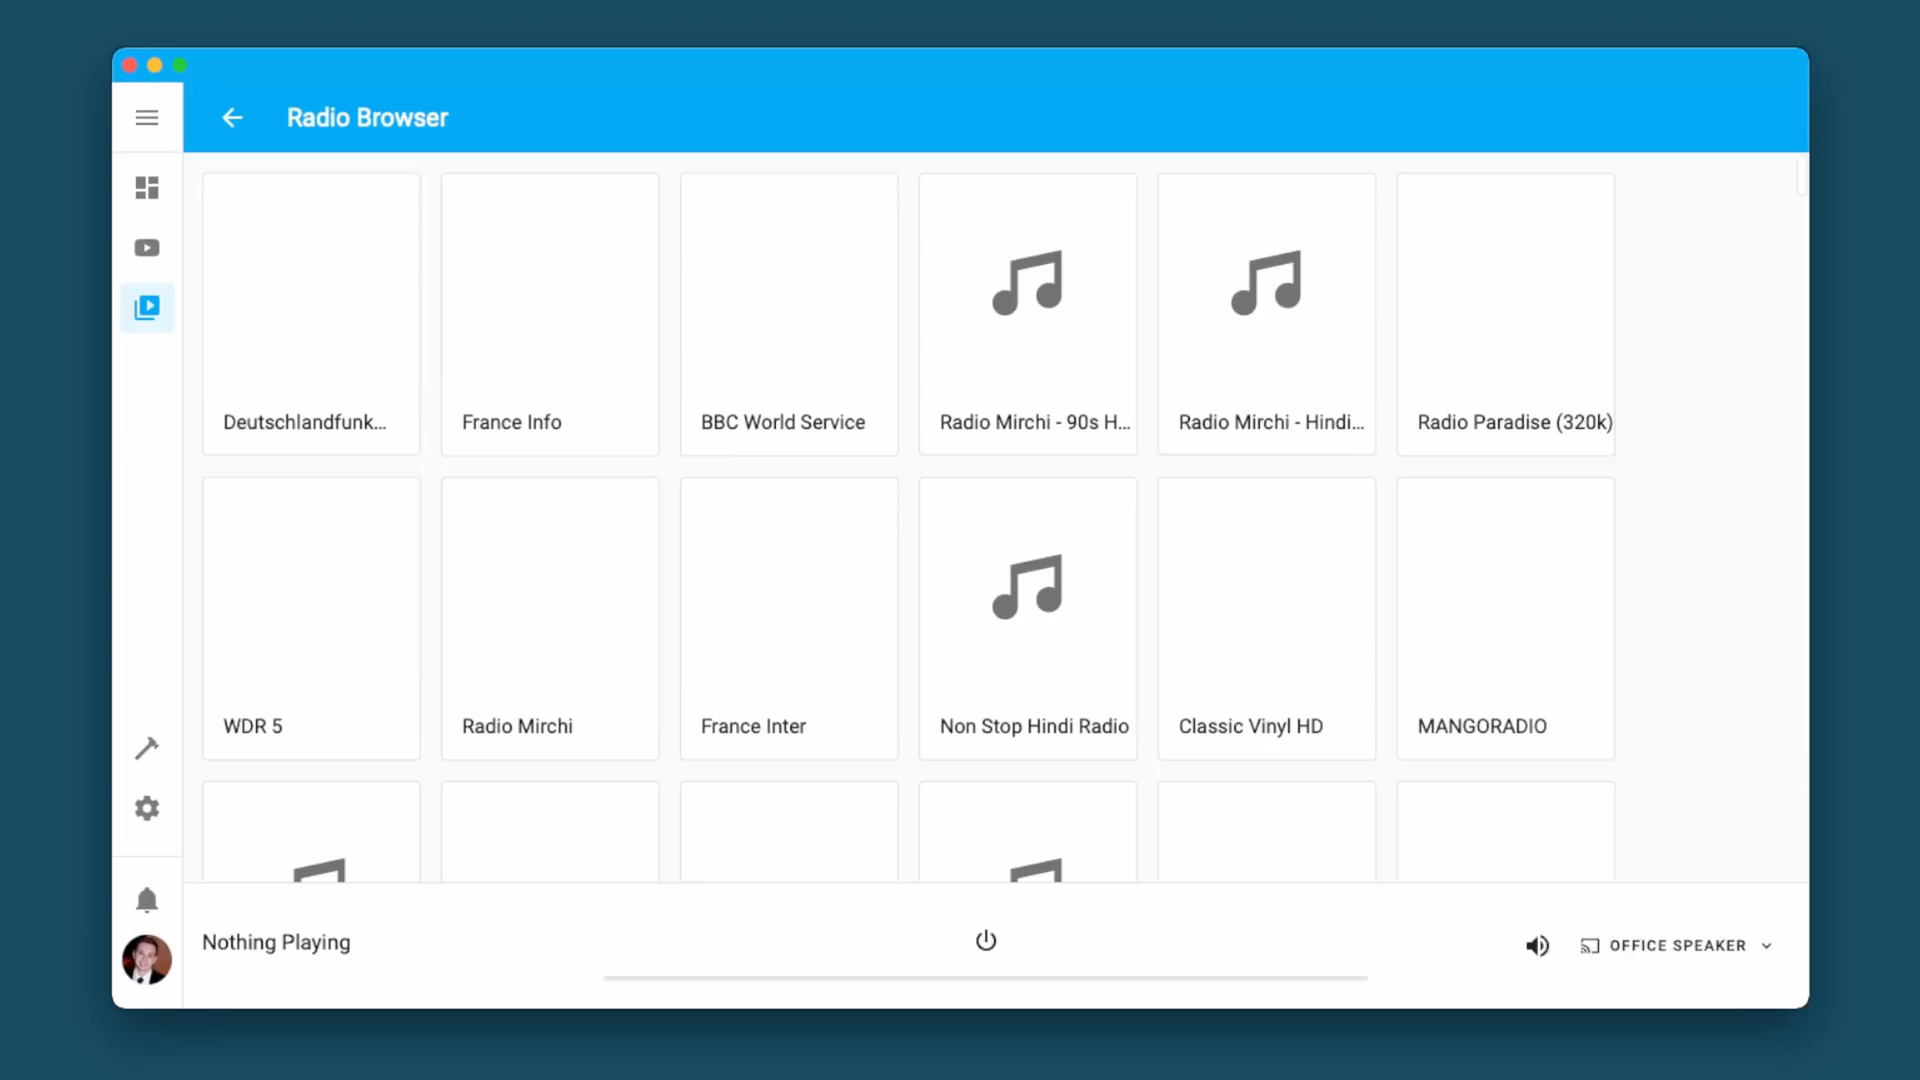 Radio Browser
Deutschlandfunk...
France Info
BBC World Service
Radio Mirchi - 90s H...
Radio Mirchi - Hindi...
Radio Paradise (320k)
WDR 5
Radio Mirchi
France Inter
Non Stop Hindi Radio
Classic Vinyl HD
MANGORADIO
Nothing Playing
OFFICE SPEAKER